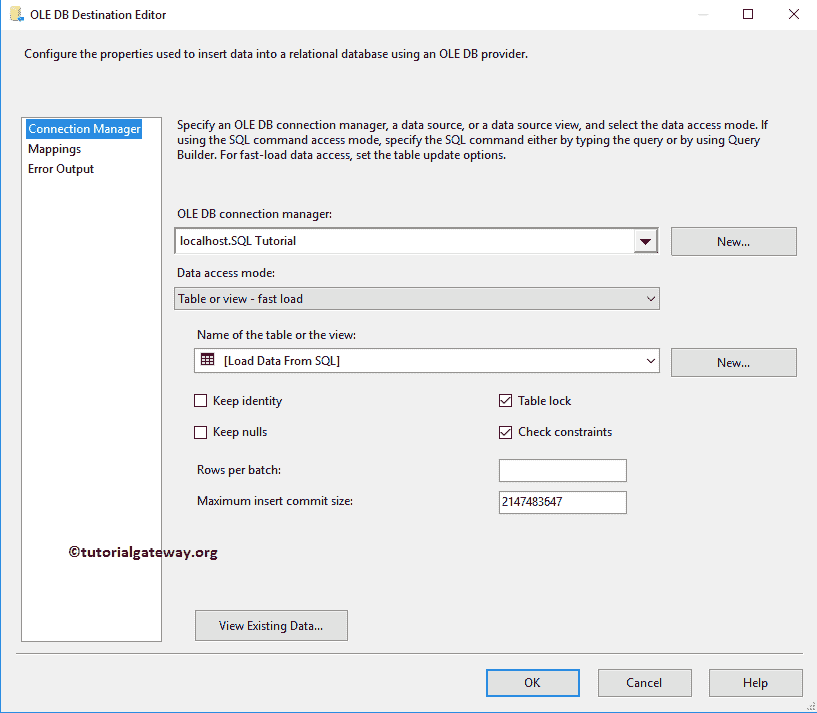 OLE DB Destination Editor
Configure the properties used to insert data into a relational database using an OLE DB provider.
Connection Manager
Mappings
Error Output
Specify an OLE DB connection manager, a data source, or a data source view, and select the data access mode. If
using the SQL command access mode, specify the SQL command either by typing the query or by using Query
Builder. For fast-load data access, set the table update options.
OLE DB connection manager:
localhost.SQL Tutorial
New...
Data access mode:
Table or view - fast load
Name of the table or the view:
[Load Data From SQL]
New...
Keep identity
Table lock
Keep nulls
Check constraints
Rows per batch:
Maximum insert commit size:
2147483647
©tutorialgateway.org
View Existing Data...
OK
Cancel
Help